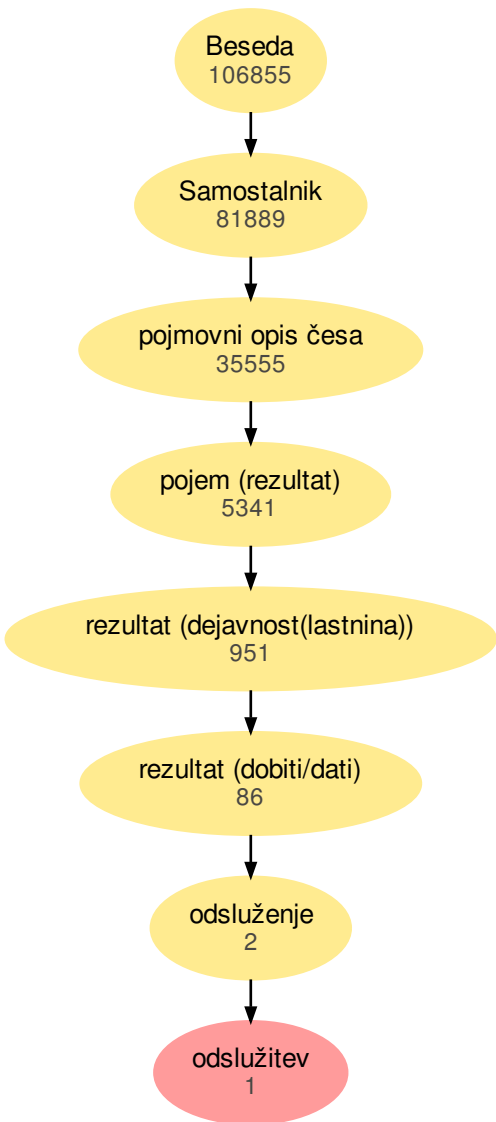 Beseda
106855
Samostalnik
81889
pojmovni opis česa
35555
pojem (rezultat)
5341
rezultat (dejavnost(lastnina))
951
rezultat (dobiti/dati)
86
odsluženje
2
odslužitev
1